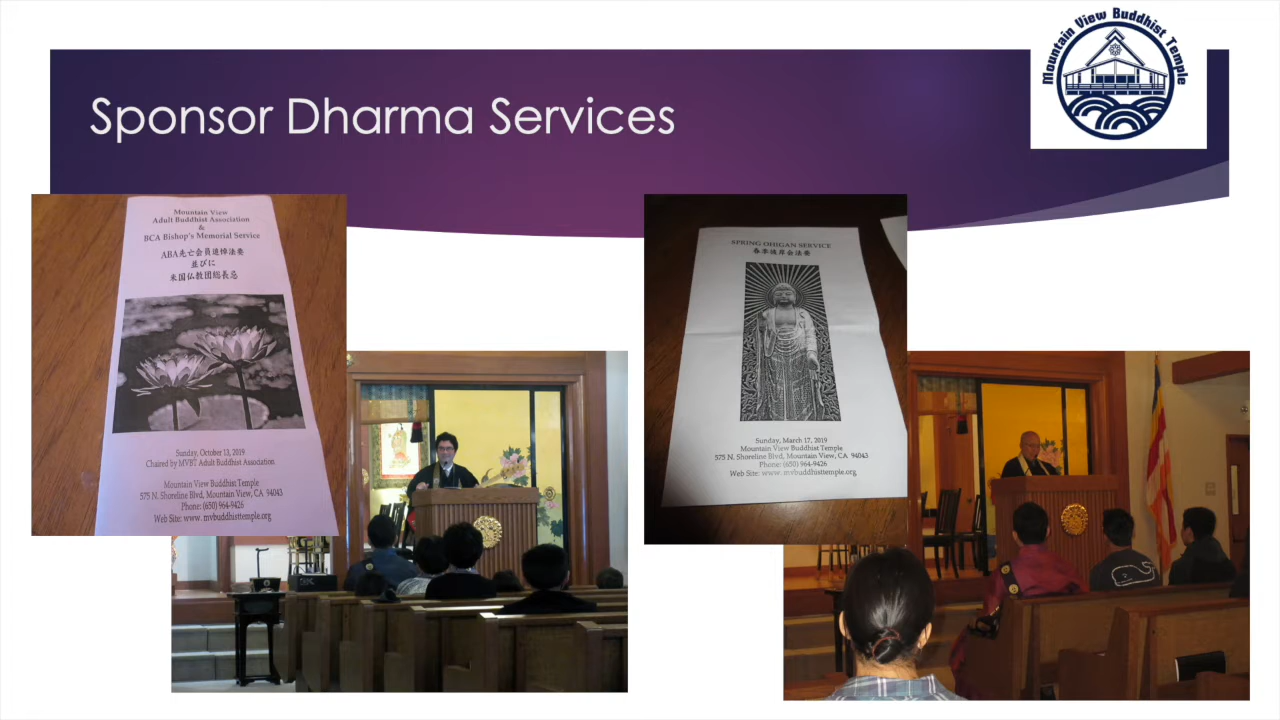 Mountain View Buddhist Temple
Sponsor Dharma Services
Mountain View
Adult Buddhist Association
&
BCA Bishop's Memorial Service
ABA先亡会員追悼法要
並びに
米国仏教団総長忌
Sunday, October 13, 2019
Chaired by MVBT Adult Buddhist Association
Mountain View Buddhist Temple
575 N. Shoreline Blvd, Mountain View, CA 94043
Phone: (650) 964-9426
Web Site: www. mvbuddhisttemple.org
SPRING OHIGAN SERVICE
春季彼岸会法要
Sunday, March 17, 2019
Mountain View Buddhist Temple
575 N. Shoreline Blvd, Mountain View, CA 94043
Phone: (650) 964-9426
Web Site: www. mvbuddhisttemple.org